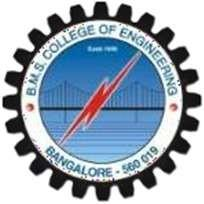 B.M.S. COLLEGE OF ENGINEERING
Estd-1946
BANGALORE - 560 019